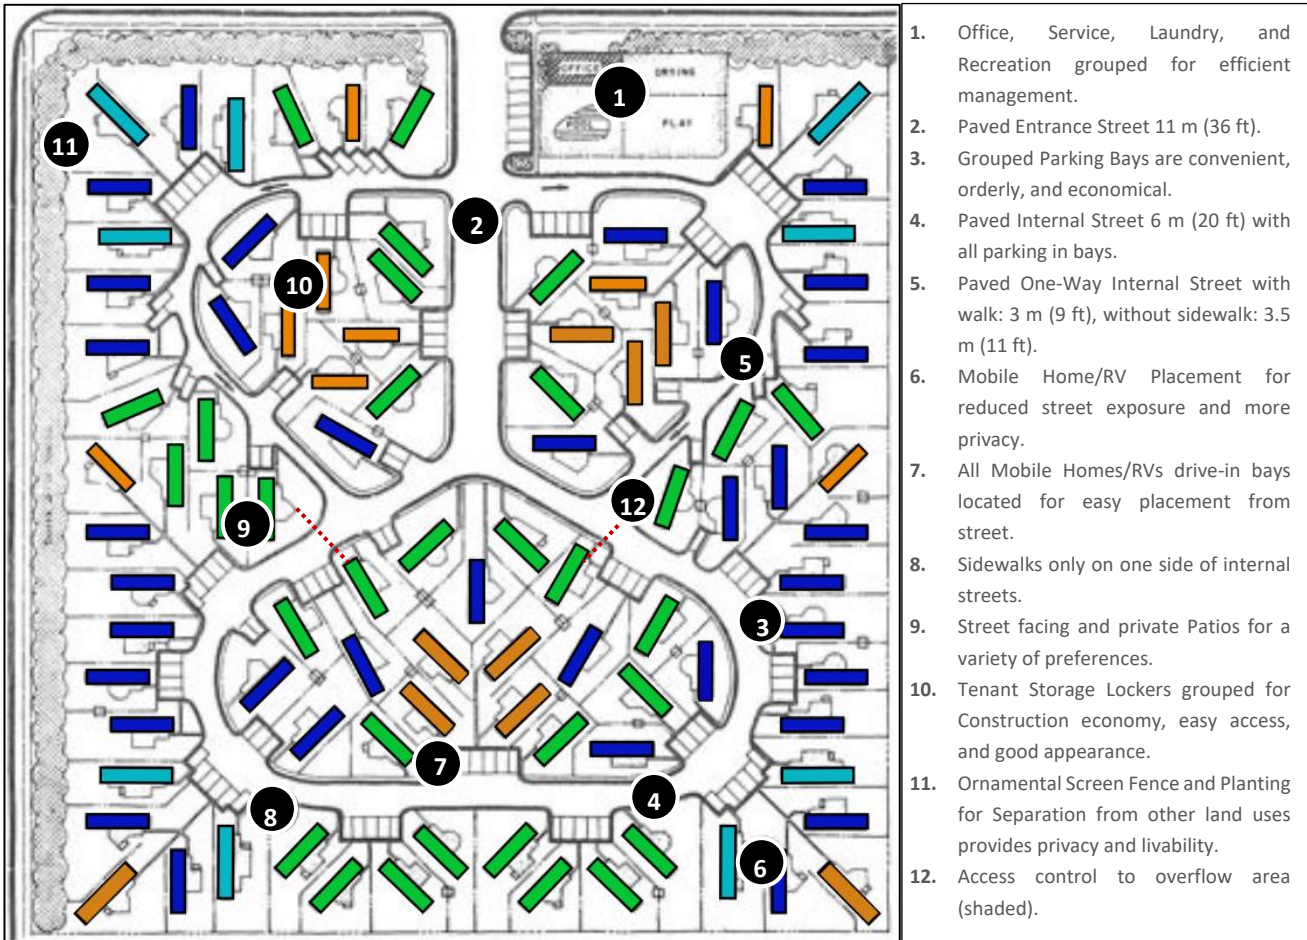 OFFICE
DRYING
POOL
PLAY
1
2
3
4
5
6
7
8
9
10
11
12
1. Office, Service, Laundry, and
Recreation grouped for efficient
management.
2. Paved Entrance Street 11 m (36 ft).
3. Grouped Parking Bays are convenient,
orderly, and economical.
4. Paved Internal Street 6 m (20 ft) with
all parking in bays.
5. Paved One-Way Internal Street with
walk: 3 m (9 ft), without sidewalk: 3.5
m (11 ft).
6. Mobile Home/RV Placement for
reduced street exposure and more
privacy.
7. All Mobile Homes/RVs drive-in bays
located for easy placement from
street.
8. Sidewalks only on one side of internal
streets.
9. Street facing and private Patios for a
variety of preferences.
10. Tenant Storage Lockers grouped for
Construction economy, easy access,
and good appearance.
11. Ornamental Screen Fence and Planting
for Separation from other land uses
provides privacy and livability.
12. Access control to overflow area
(shaded).